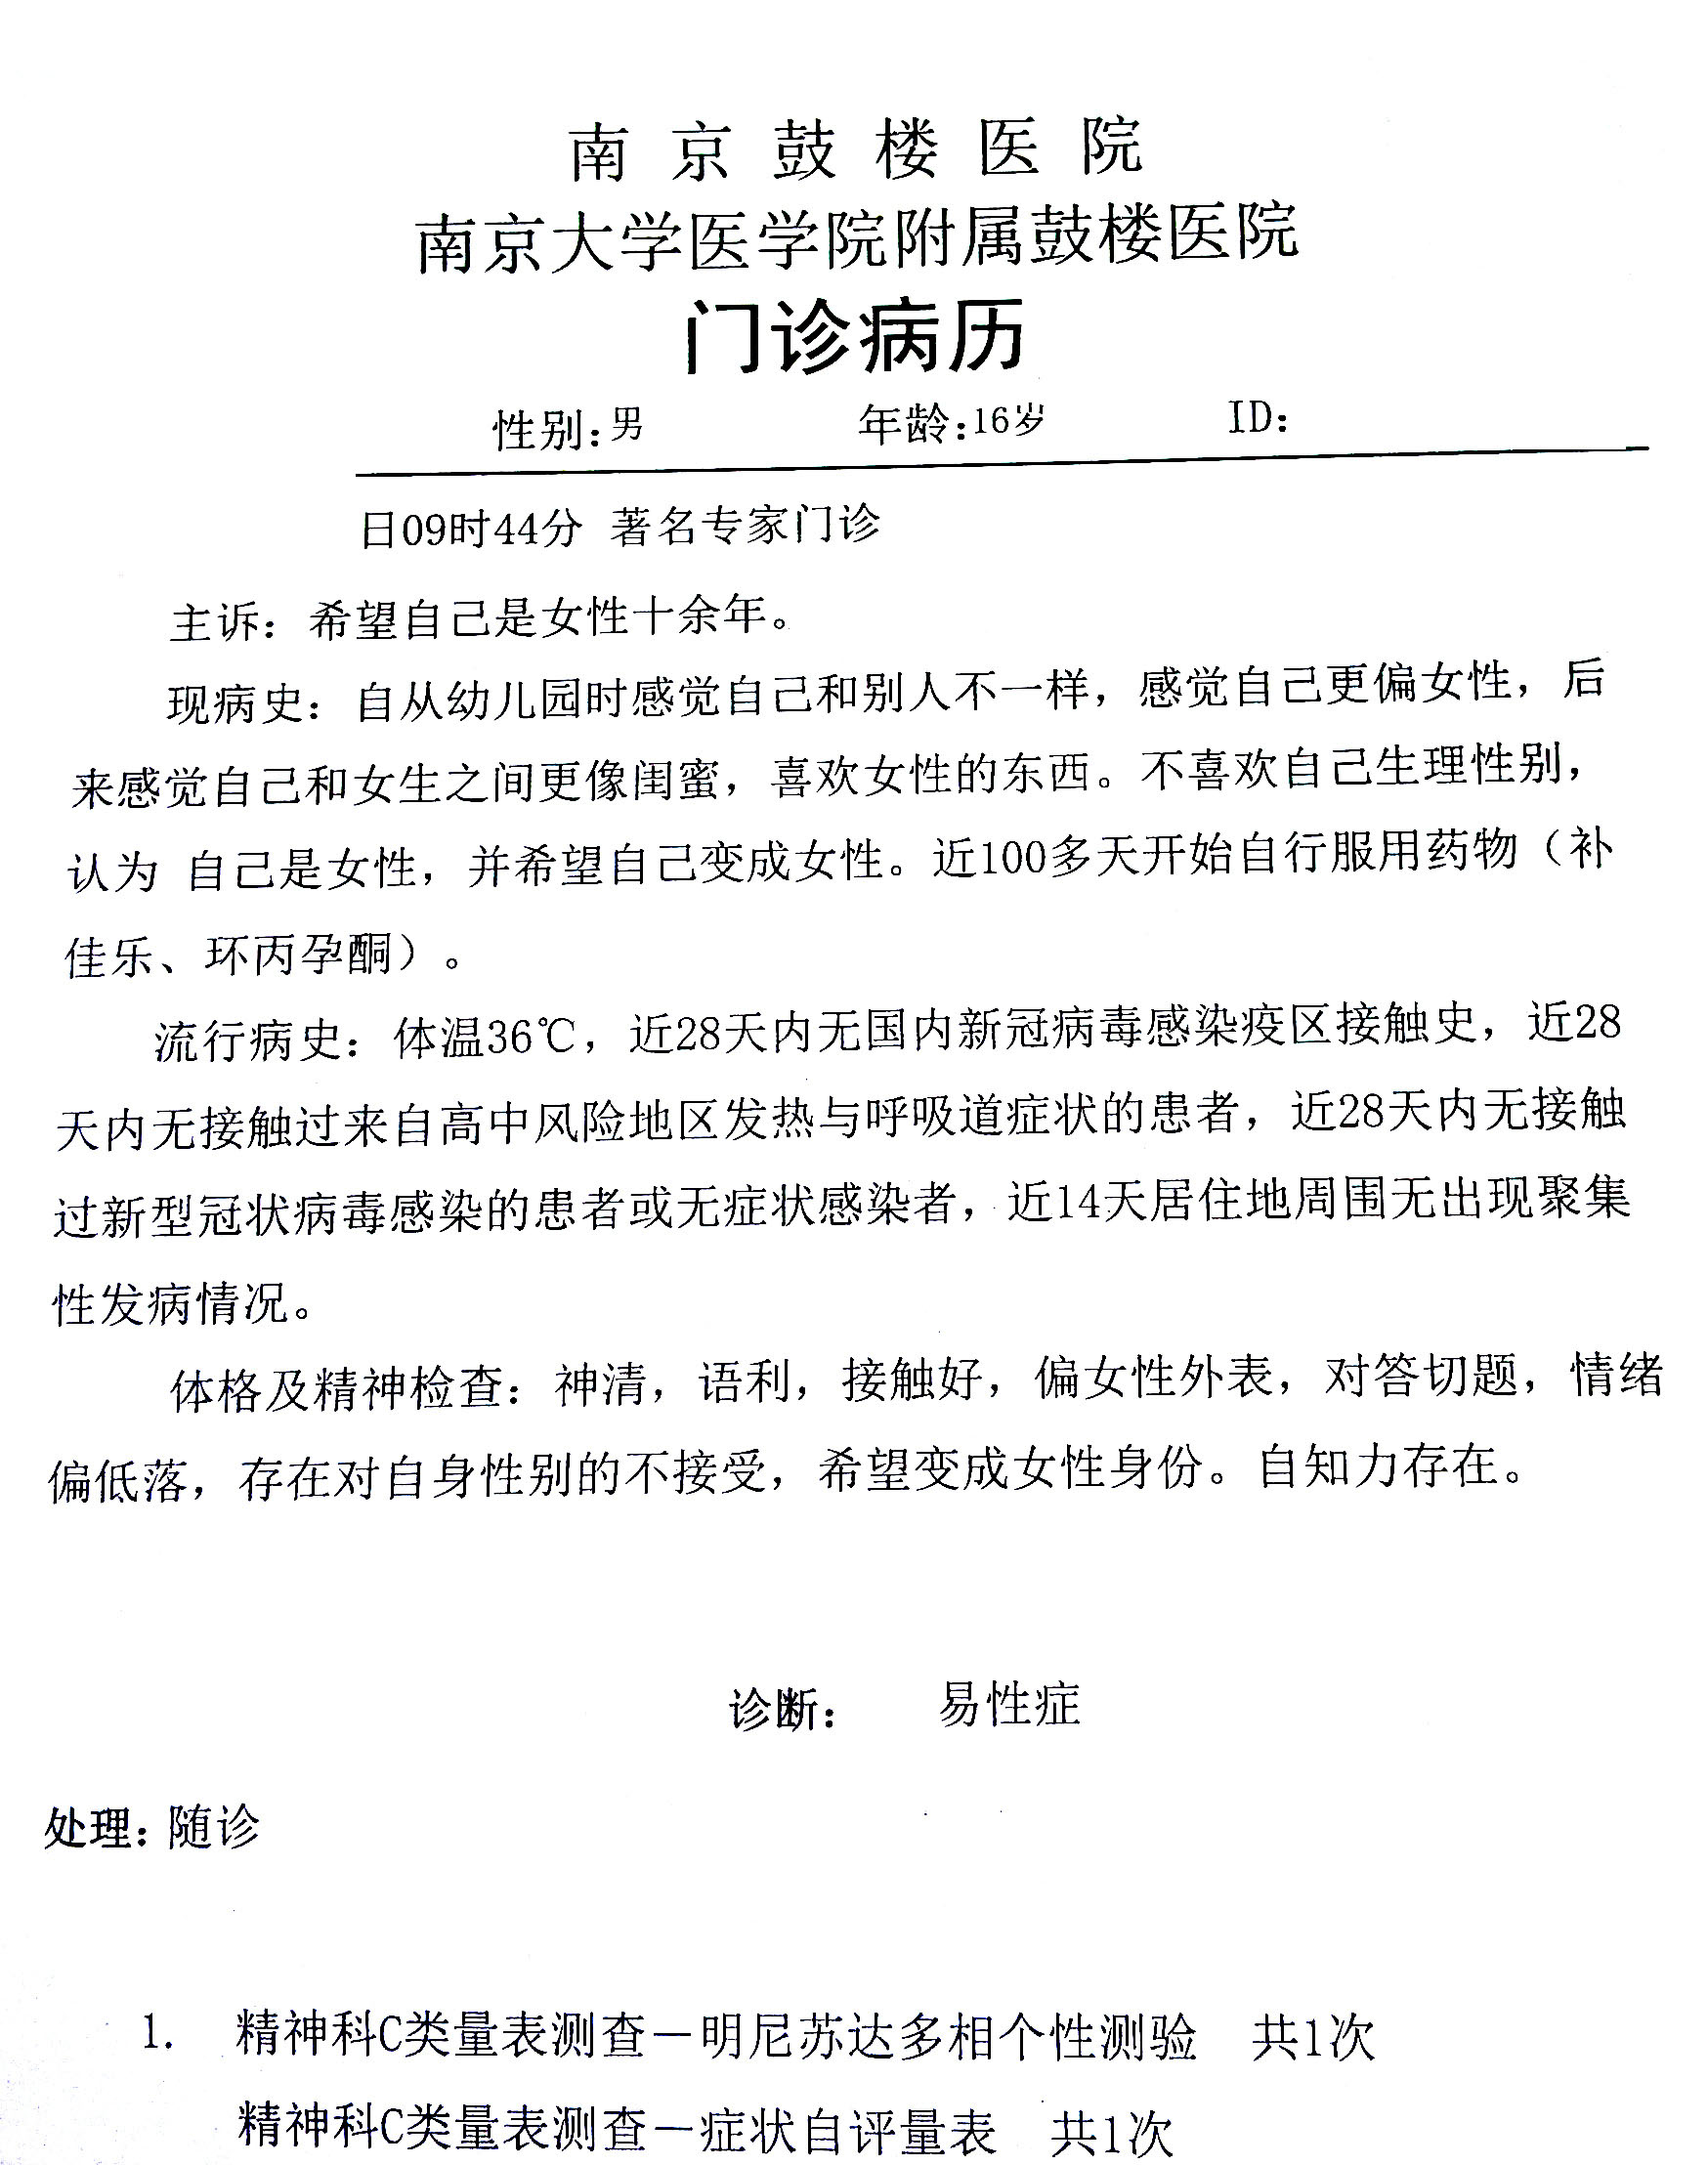 南京鼓楼医院
南京大学医学院附属鼓楼医院
门诊病历
性别:男 年龄:16岁 ID:
日09时44分 著名专家门诊
主诉：希望自己是女性十余年。
现病史：自从幼儿园时感觉自己和别人不一样，感觉自己更偏女性，后
来感觉自己和女生之间更像闺蜜，喜欢女性的东西。不喜欢自己生理性别，
认为 自己是女性，并希望自己变成女性。近100多天开始自行服用药物（补
佳乐、环丙孕酮）。
流行病史：体温36℃，近28天内无国内新冠病毒感染疫区接触史，近28
天内无接触过来自高中风险地区发热与呼吸道症状的患者，近28天内无接触
过新型冠状病毒感染的患者或无症状感染者，近14天居住地周围无出现聚集
性发病情况。
体格及精神检查：神清，语利，接触好，偏女性外表，对答切题，情绪
偏低落，存在对自身性别的不接受，希望变成女性身份。自知力存在。
诊断： 易性症
处理：随诊
1. 精神科C类量表测查－明尼苏达多相个性测验 共1次
精神科C类量表测查－症状自评量表 共1次